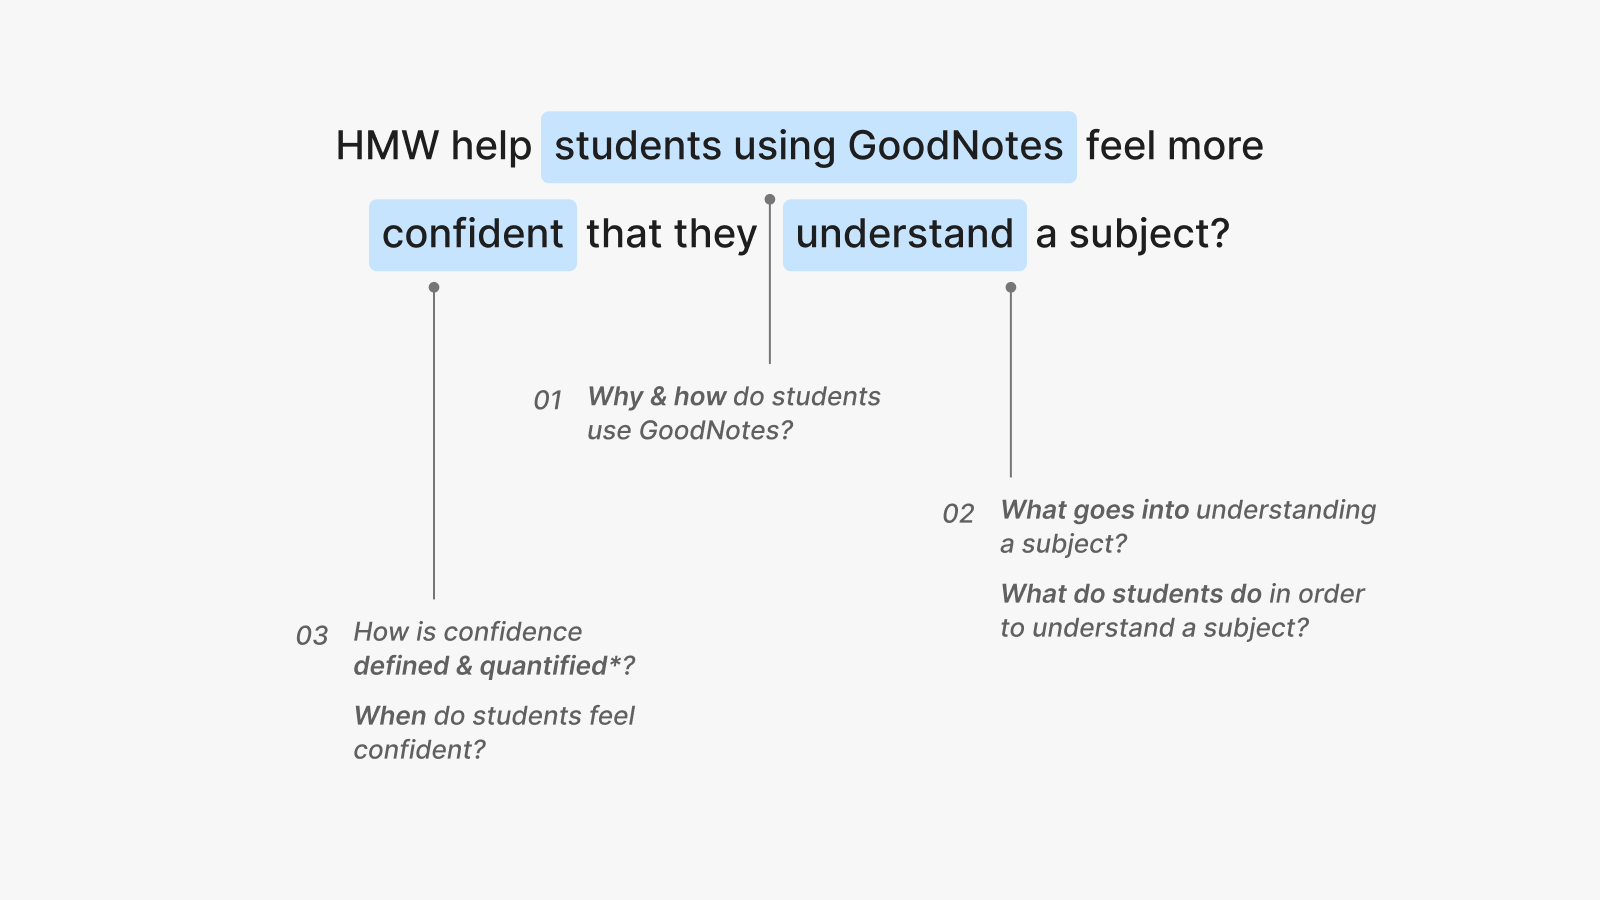 HMW help students using GoodNotes feel more
confident that they understand a subject?
01 Why & how do students
use GoodNotes?
02 What goes into understanding
a subject?
What do students do in order
to understand a subject?
03 How is confidence
defined & quantified*?
When do students feel
confident?